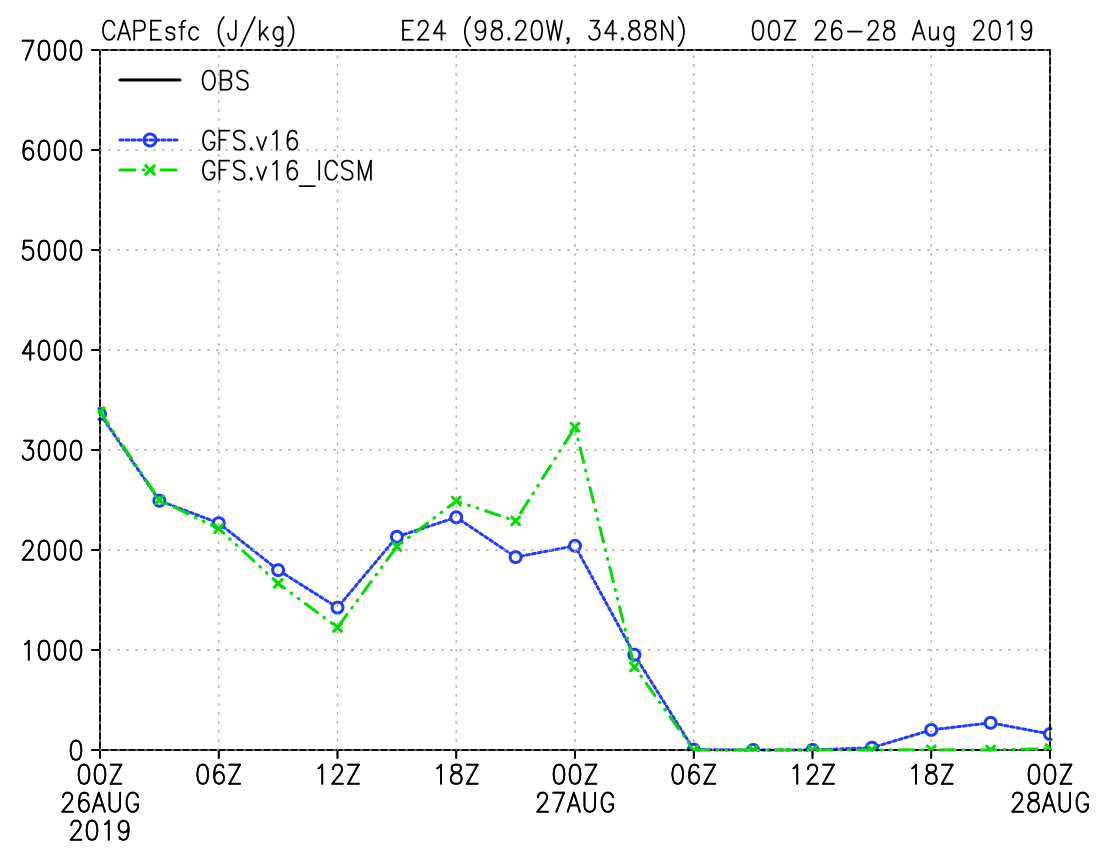 CAPEsfc (J/kg) E24 (98.20W, 34.88N) 00Z 26-28 Aug 2019
7000
OBS
GFS.v16
6000
GFS.v16_ICSM
5000
4000
3000
2000
1000
0
00Z 06Z 12Z 18Z 00Z 06Z 12Z 18Z 00Z
26AUG 27AUG 28AUG
2019